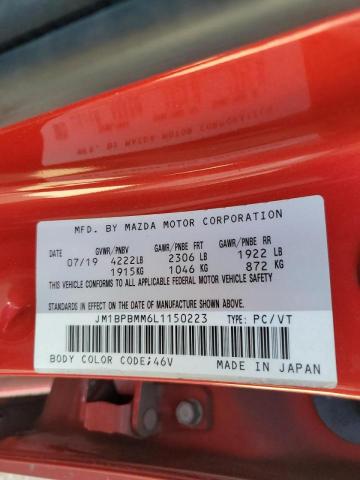 MFD. BY MAZDA MOTOR CORPORATION
GVWR/PNBV GAWR/PNBE FRT GAWR/PNBE RR
07/19 4222LB 2306 LB 1922 LB
1915KG 1046 KG 872 KG
THIS VEHICLE CONFORMS TO ALL APPLICABLE FEDERAL MOTOR VEHICLE SAFETY
STANDARDS IN EFFECT ON THE DATE OF MANUFACTURE SHOWN ABOVE.
JM1BPBMM6L1150223 TYPE: PC/VT
BODY COLOR CODE:46V MADE IN JAPAN